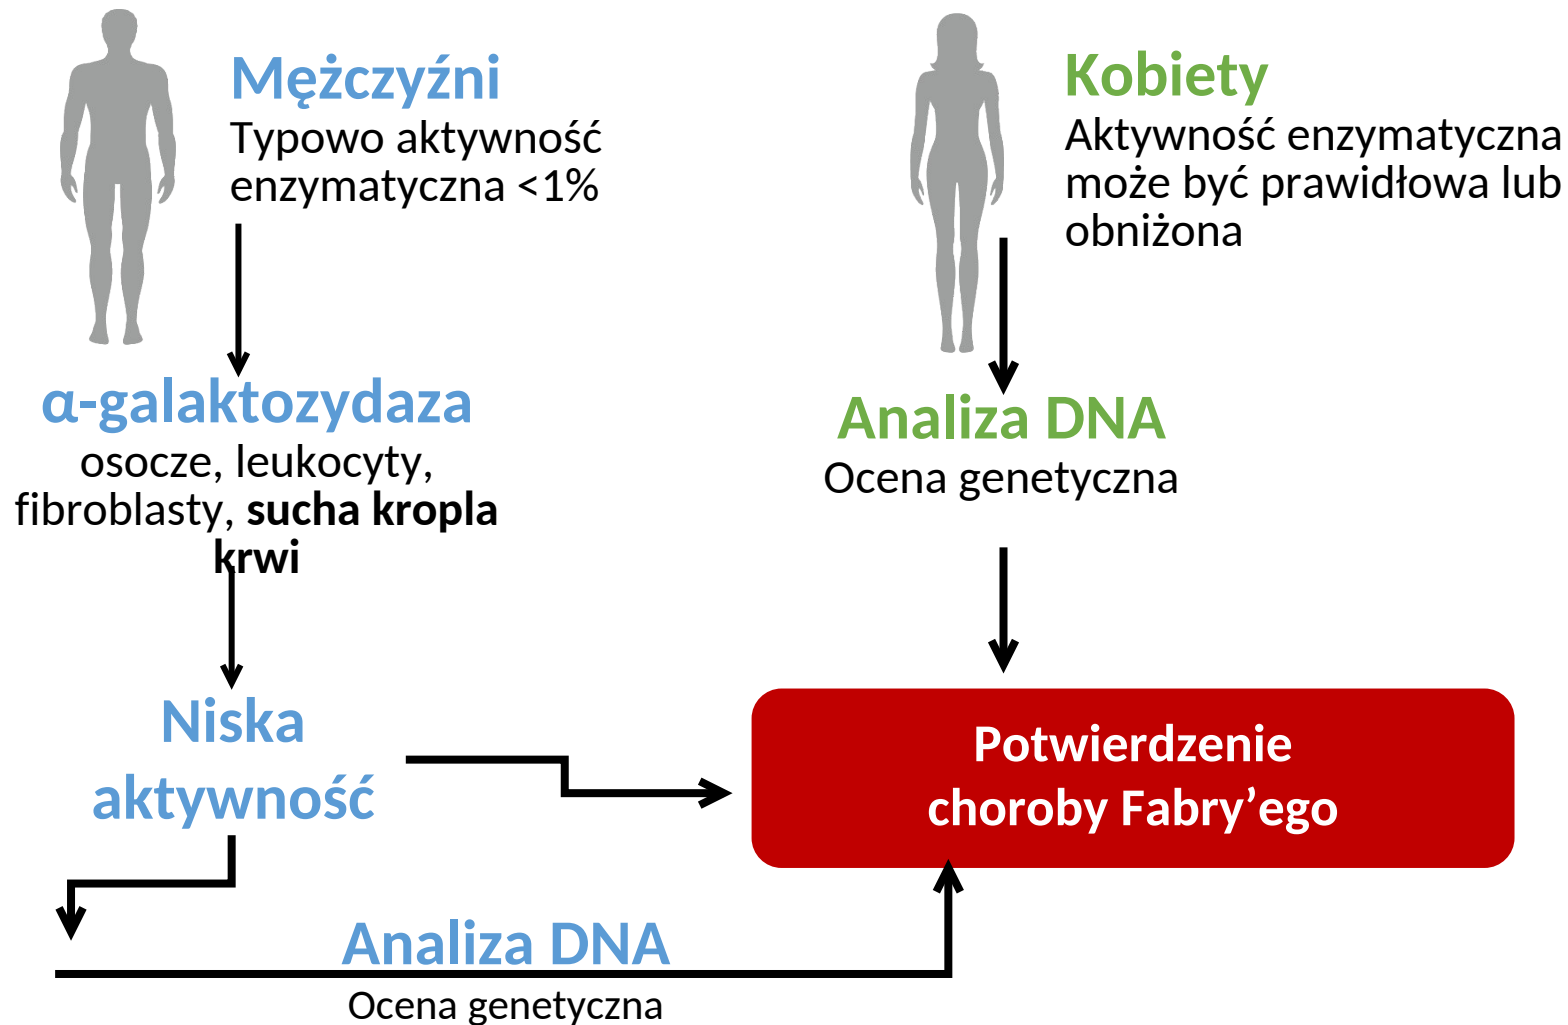 Mężczyźni
Typowo aktywność
enzymatyczna <1%
Kobiety
Aktywność enzymatyczna
może być prawidłowa lub
obniżona
α-galaktozydaza
osocze, leukocyty,
fibroblasty, sucha kropla
krwi
Analiza DNA
Ocena genetyczna
Niska
aktywność
Potwierdzenie
choroby Fabry’ego
Analiza DNA
Ocena genetyczna